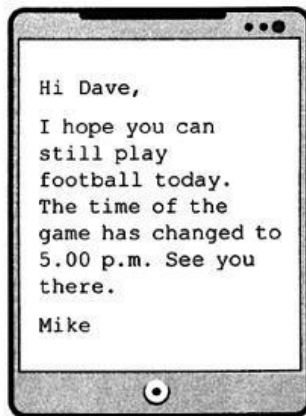 Hi Dave,
I hope you can
still play
football today.
The time of the
game has changed to
5.00 p.m. See you
there.
Mike